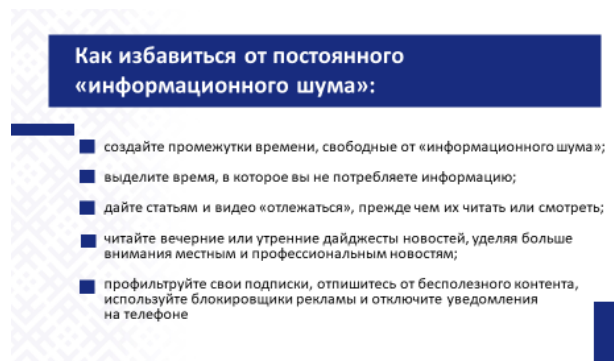 Как избавиться от постоянного
«информационного шума»:
создайте промежутки времени, свободные от «информационного шума»;
выделите время, в которое вы не потребляете информацию;
дайте статьям и видео «отлежаться», прежде чем их читать или смотреть;
читайте вечерние или утренние дайджесты новостей, уделяя больше
внимания местным и профессиональным новостям;
профильтруйте свои подписки, отпишитесь от бесполезного контента,
используйте блокировщики рекламы и отключите уведомления
на телефоне